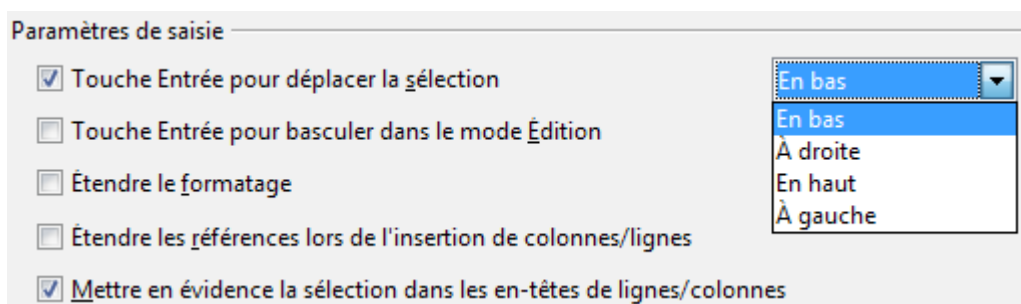 Paramètres de saisie
Touche Entrée pour déplacer la sélection
En bas
En bas
Touche Entrée pour basculer dans le mode Édition
À droite
Étendre le formatage
En haut
À gauche
Étendre les références lors de l'insertion de colonnes/lignes
Mettre en évidence la sélection dans les en-têtes de lignes/colonnes